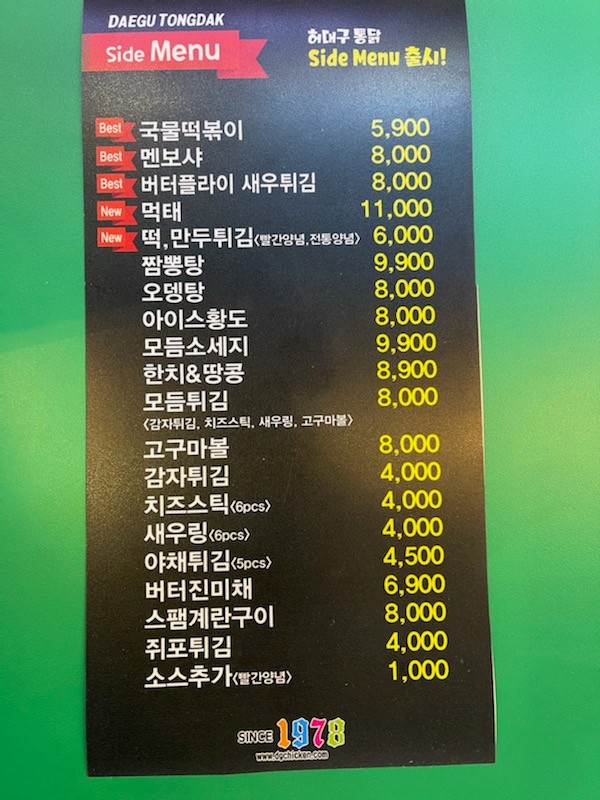 DAEGU TONGDAK
Side Menu
허대구 통닭
Side Menu 출시!
Best 국물떡볶이 5,900
Best 멘보샤 8,000
Best 버터플라이 새우튀김 8,000
New 먹태 11,000
New 떡,만두튀김<빨간양념,전통양념> 6,000
짬뽕탕 9,900
오뎅탕 8,000
아이스황도 8,000
모듬소세지 9,900
한치&땅콩 8,900
모듬튀김 8,000
<감자튀김, 치즈스틱, 새우링, 고구마볼>
고구마볼 8,000
감자튀김 4,000
치즈스틱<6pcs> 4,000
새우링<6pcs> 4,000
야채튀김<5pcs> 4,500
버터진미채 6,900
스팸계란구이 8,000
쥐포튀김 4,000
소스추가<빨간양념> 1,000
SINCE 1978
www.dgchicken.com